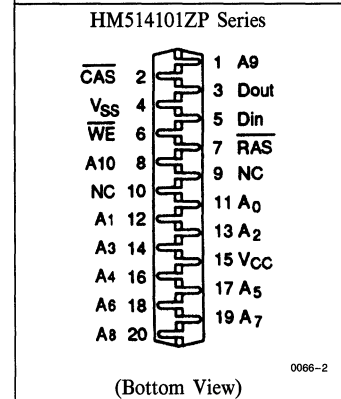 HM514101ZP Series
1 A9
CAS 2
3 Dout
VSS 4
5 Din
WE 6
7 RAS
A10 8
9 NC
NC 10
11 A0
A1 12
13 A2
A3 14
15 VCC
A4 16
17 A5
A6 18
19 A7
A8 20
0066-2
(Bottom View)